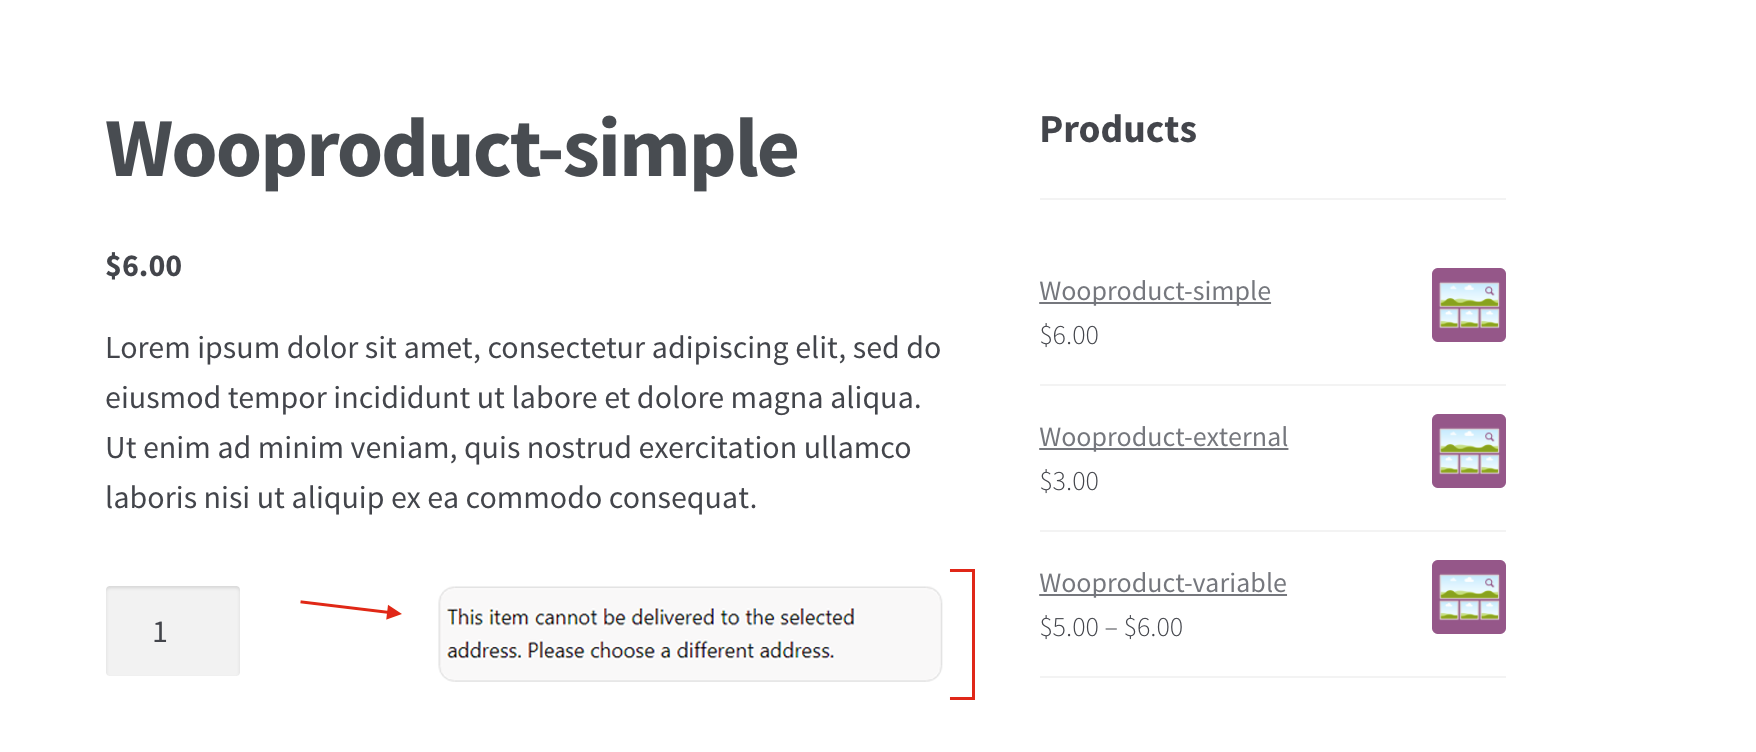 Wooproduct-simple
$6.00
Lorem ipsum dolor sit amet, consectetur adipiscing elit, sed do
eiusmod tempor incididunt ut labore et dolore magna aliqua.
Ut enim ad minim veniam, quis nostrud exercitation ullamco
laboris nisi ut aliquip ex ea commodo consequat.
1
This item cannot be delivered to the selected
address. Please choose a different address.
Products
Wooproduct-simple
$6.00
Wooproduct-external
$3.00
Wooproduct-variable
$5.00 – $6.00